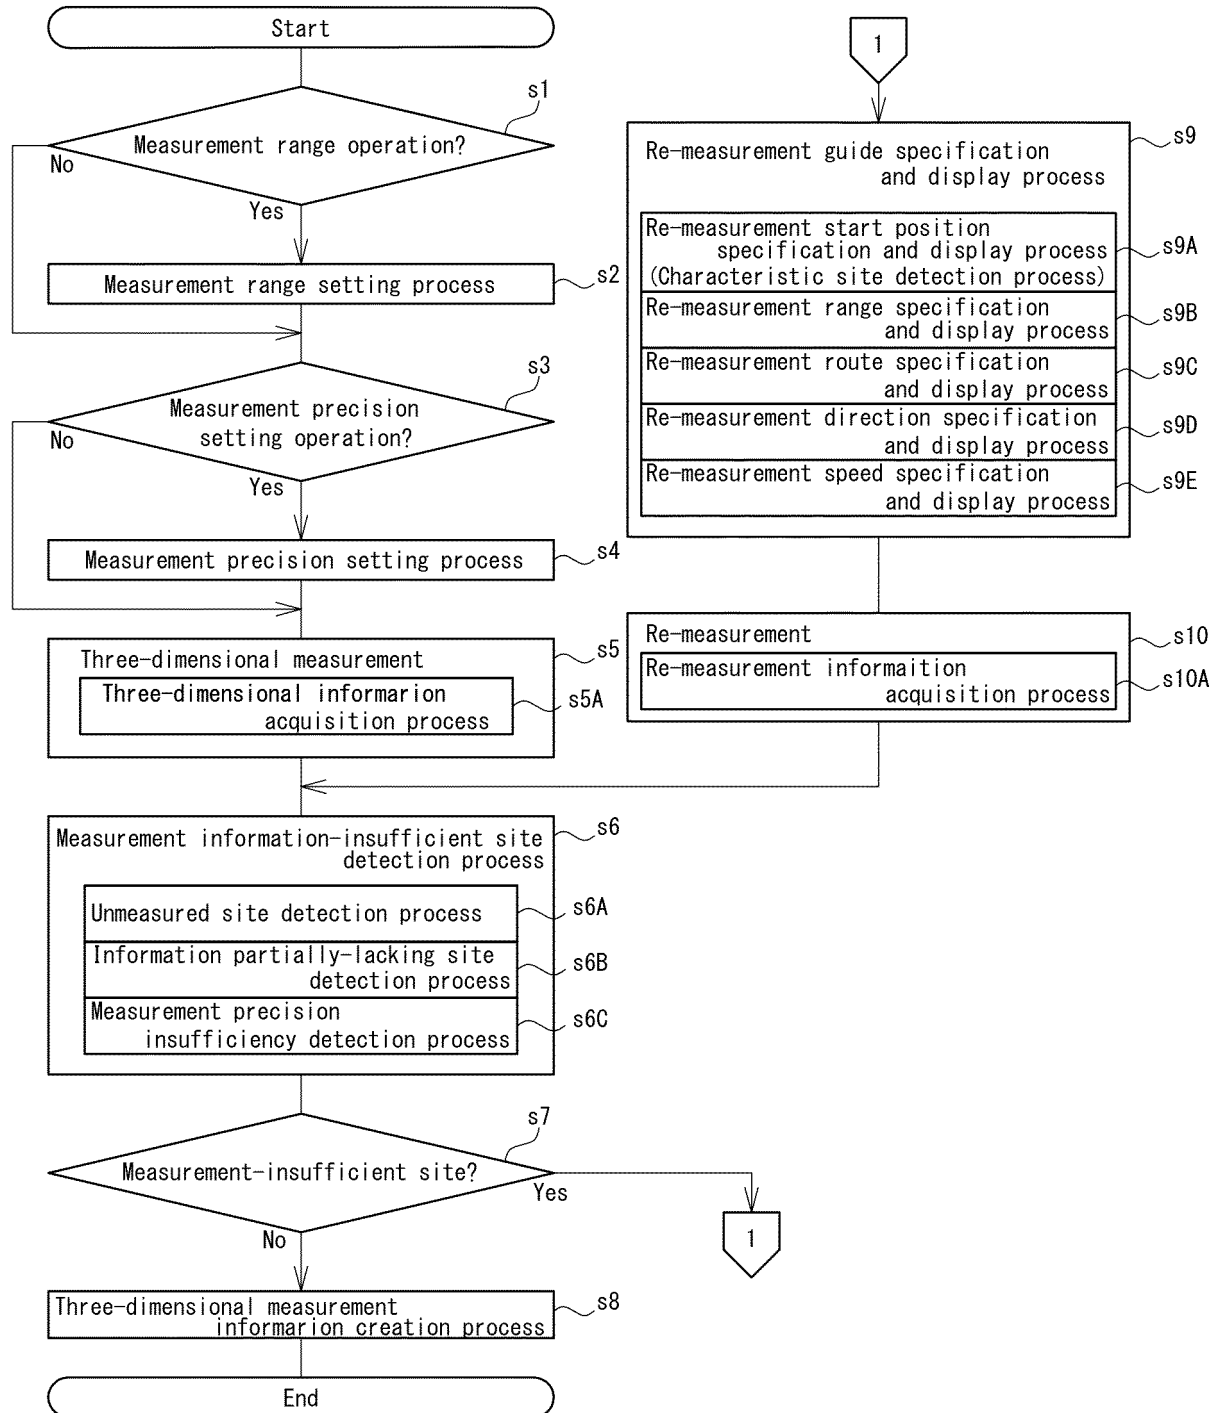 Start
s1
Measurement range operation?
No
Yes
Measurement range setting process
s2
s3
Measurement precision
setting operation?
No
Yes
Measurement precision setting process
s4
Three-dimensional measurement
s5
Three-dimensional informarion
acquisition process
s5A
Measurement information-insufficient site
detection process
s6
Unmeasured site detection process
s6A
Information partially-lacking site
detection process
s6B
Measurement precision
insufficiency detection process
s6C
s7
Measurement-insufficient site?
Yes
No
1
Three-dimensional measurement
informarion creation process
s8
End
1
Re-measurement guide specification
and display process
s9
Re-measurement start position
specification and display process
(Characteristic site detection process)
s9A
Re-measurement range specification
and display process
s9B
Re-measurement route specification
and display process
s9C
Re-measurement direction specification
and display process
s9D
Re-measurement speed specification
and display process
s9E
Re-measurement
s10
Re-measurement informaition
acquisition process
s10A